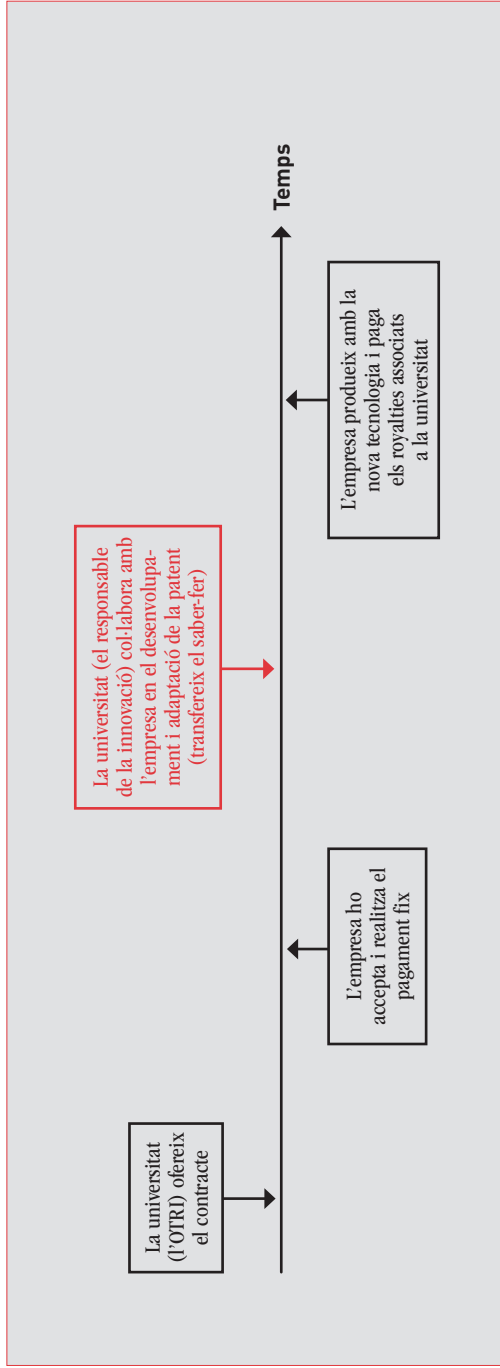 La universitat
(l'OTRI) ofereix
el contracte
L'empresa ho
accepta i realitza el
pagament fix
La universitat (el responsable
de la innovació) col·labora amb
l'empresa en el desenvolupa-
ment i adaptació de la patent
(transfereix el saber-fer)
L'empresa produeix amb la
nova tecnologia i paga
els royalties associats
a la universitat
Temps